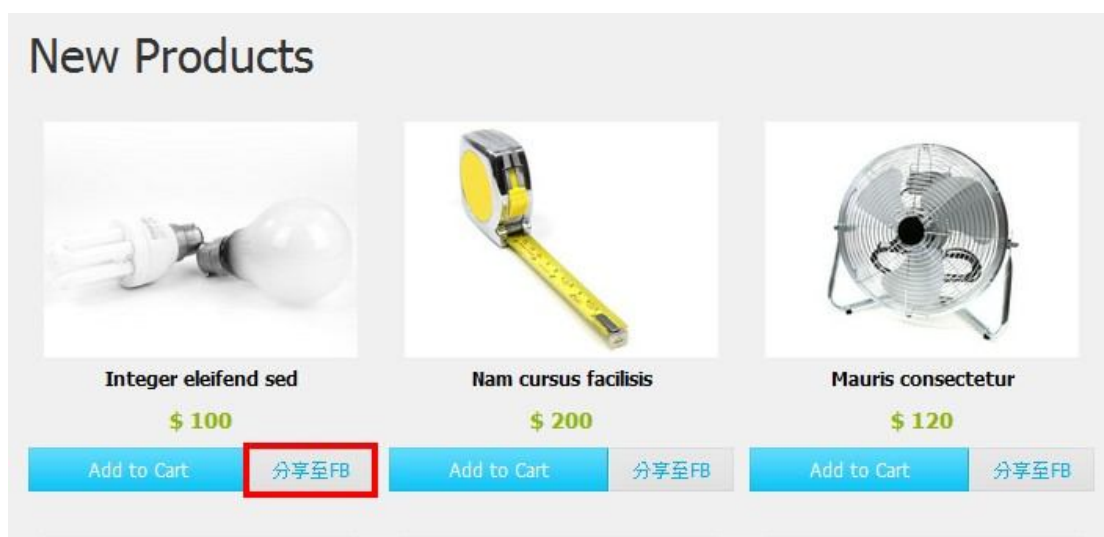 New Products
Integer eleifend sed
Nam cursus facilisis
Mauris consectetur
$ 100
$ 200
$ 120
Add to Cart
分享至FB
Add to Cart
分享至FB
Add to Cart
分享至FB